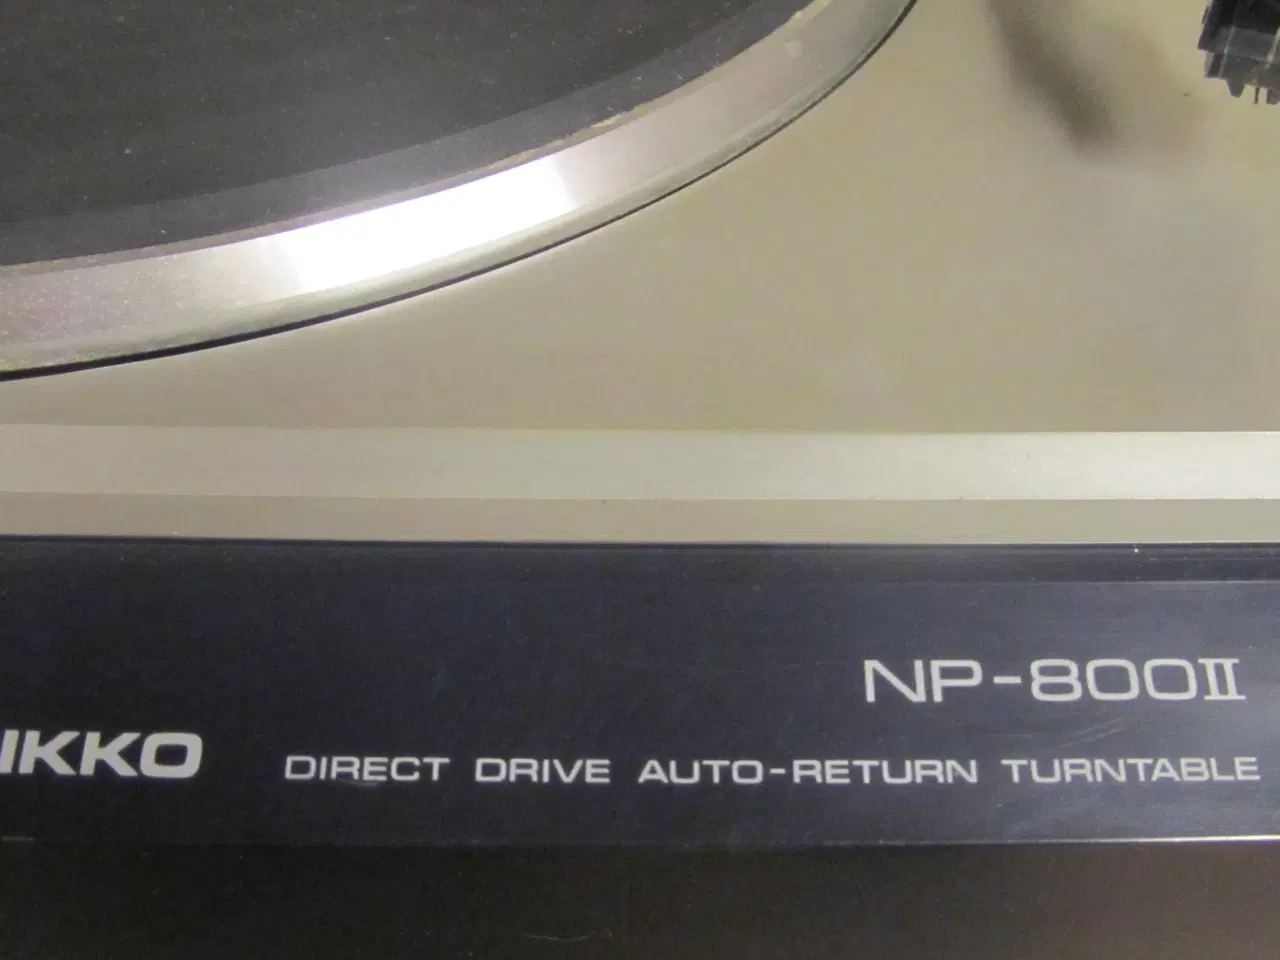 NP-800II
IKKO DIRECT DRIVE AUTO-RETURN TURNTABLE